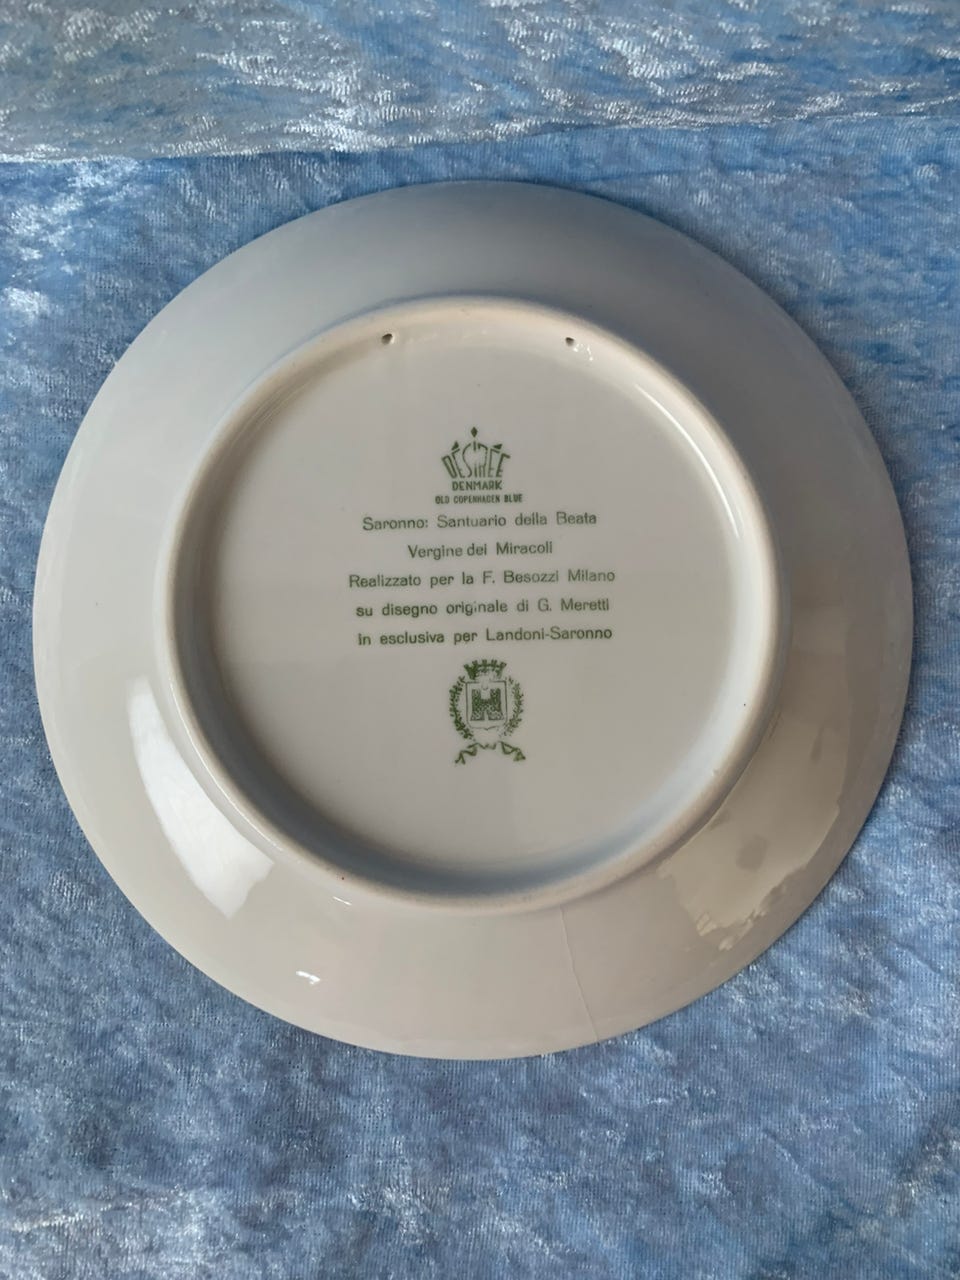 DÉSIRÉE
DENMARK
OLD COPENHAGEN BLUE
Saronno: Santuario della Beata
Vergine dei Miracoli
Realizzato per la F. Besozzi Milano
su disegno originale di G. Meretti
in esclusiva per Landoni-Saronno